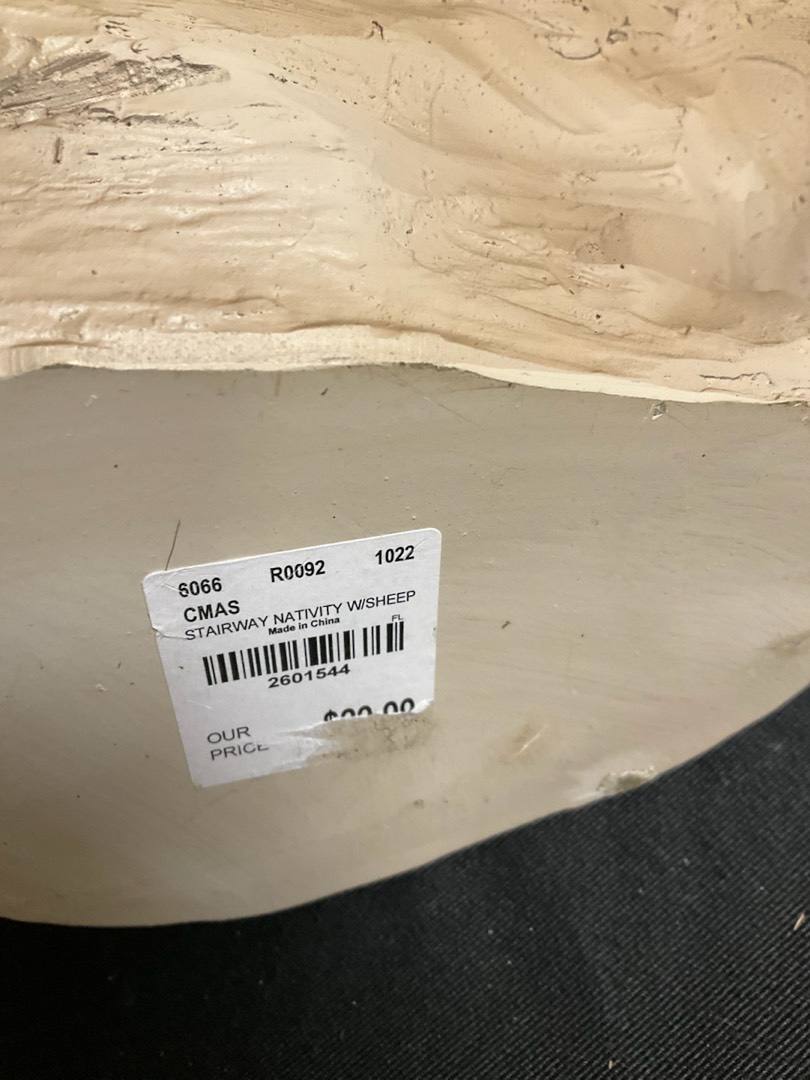 6066 R0092 1022
CMAS
STAIRWAY NATIVITY W/SHEEP
Made in China
FL
2601544
OUR
PRICE